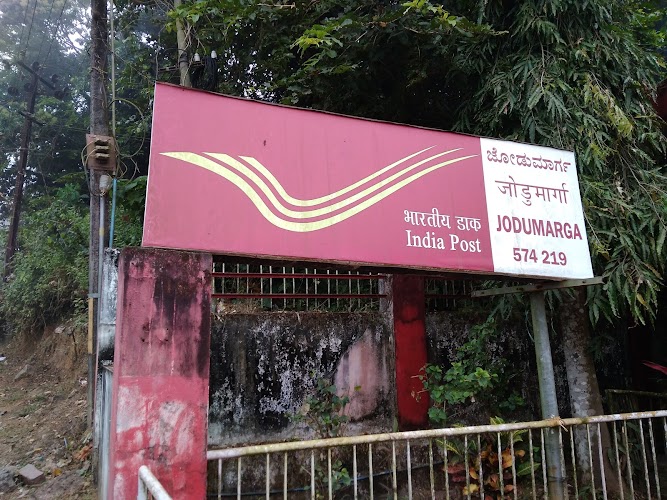 भारतीय डाक
India Post
ಜೋಡುಮಾರ್ಗ
जोडुमार्गा
JODUMARGA
574 219